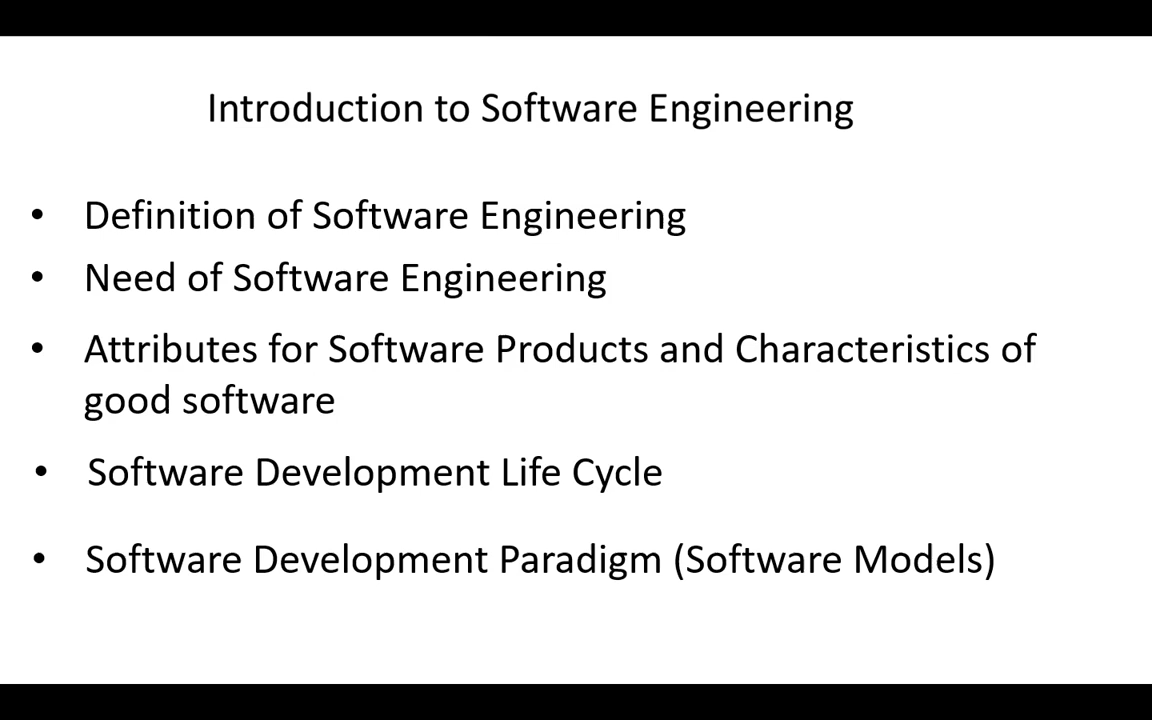 Introduction to Software Engineering
• Definition of Software Engineering
• Need of Software Engineering
• Attributes for Software Products and Characteristics of
good software
• Software Development Life Cycle
• Software Development Paradigm (Software Models)